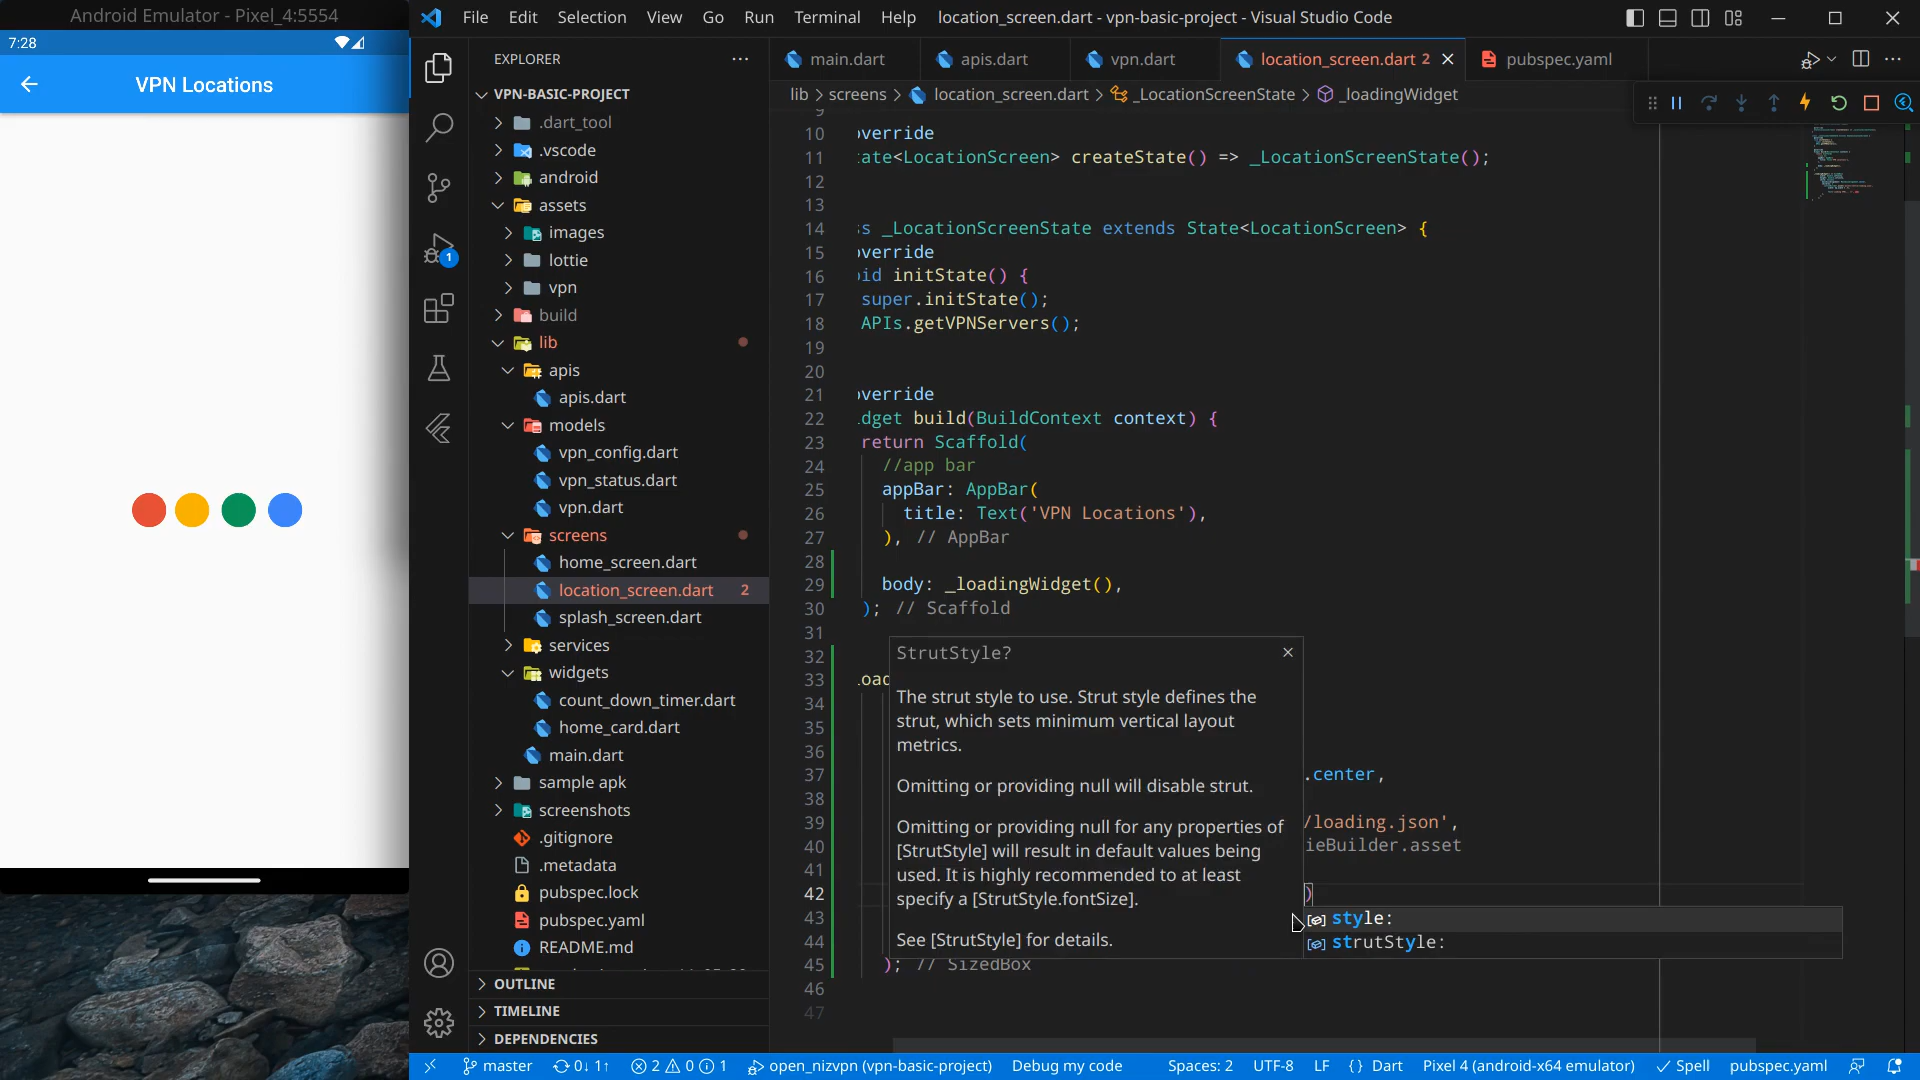 Android Emulator - Pixel_4:5554
7:28
VPN Locations
File Edit Selection View Go Run Terminal Help
location_screen.dart - vpn-basic-project - Visual Studio Code
EXPLORER
VPN-BASIC-PROJECT
.dart_tool
.vscode
android
assets
images
lottie
vpn
build
lib
apis
apis.dart
models
vpn_config.dart
vpn_status.dart
vpn.dart
screens
home_screen.dart
location_screen.dart 2
splash_screen.dart
services
widgets
count_down_timer.dart
home_card.dart
main.dart
sample apk
screenshots
.gitignore
.metadata
pubspec.lock
pubspec.yaml
README.md
OUTLINE
TIMELINE
DEPENDENCIES
1
main.dart apis.dart vpn.dart location_screen.dart 2 pubspec.yaml
lib > screens > location_screen.dart > _LocationScreenState > _loadingWidget
9
10 override
11 ate<LocationScreen> createState() => _LocationScreenState();
12
13
14 ss _LocationScreenState extends State<LocationScreen> {
15 override
16 oid initState() {
17 super.initState();
18 APIs.getVPNServers();
19
20
21 override
22 dget build(BuildContext context) {
23 return Scaffold(
24 //app bar
25 appBar: AppBar(
26 title: Text('VPN Locations'),
27 ), // AppBar
28
29 body: _loadingWidget(),
30 ); // Scaffold
31
32
33 load
34
35
36
37 .center,
38
39 /loading.json',
40 ieBuilder.asset
41
42 )
43
44
45 ); // SizedBox
46
47
StrutStyle?
The strut style to use. Strut style defines the
strut, which sets minimum vertical layout
metrics.
Omitting or providing null will disable strut.
Omitting or providing null for any properties of
[StrutStyle] will result in default values being
used. It is highly recommended to at least
specify a [StrutStyle.fontSize].
See [StrutStyle] for details.
style:
strutStyle:
master 0↓ 1↑ 2 0 1 open_nizvpn (vpn-basic-project) Debug my code Spaces: 2 UTF-8 LF {} Dart Pixel 4 (android-x64 emulator) Spell pubspec.yaml